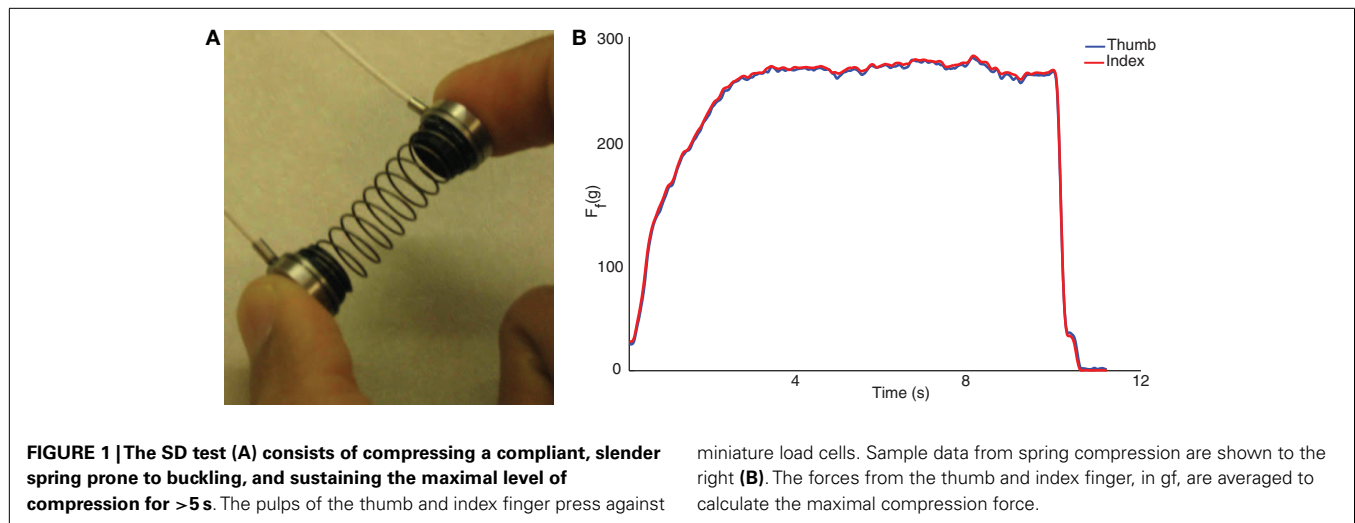 A
B
300
200
100
0
F_f(g)
4
8
12
Time (s)
Thumb
Index
FIGURE 1 | The SD test (A) consists of compressing a compliant, slender
spring prone to buckling, and sustaining the maximal level of
compression for >5 s. The pulps of the thumb and index finger press against
miniature load cells. Sample data from spring compression are shown to the
right (B). The forces from the thumb and index finger, in gf, are averaged to
calculate the maximal compression force.